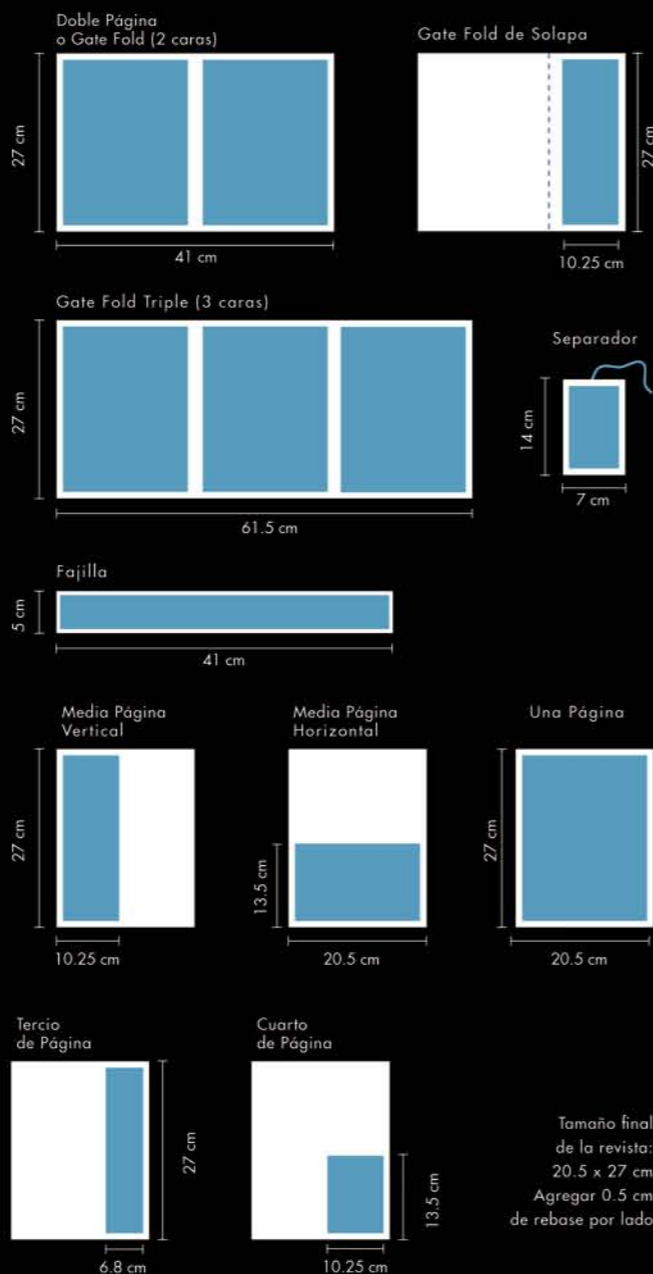 Doble Página
o Gate Fold (2 caras)
27 cm
41 cm
Gate Fold de Solapa
27 cm
10.25 cm
Gate Fold Triple (3 caras)
27 cm
61.5 cm
Separador
14 cm
7 cm
Fajilla
5 cm
41 cm
Media Página
Vertical
27 cm
10.25 cm
Media Página
Horizontal
13.5 cm
20.5 cm
Una Página
27 cm
20.5 cm
Tercio
de Página
27 cm
6.8 cm
Cuarto
de Página
13.5 cm
10.25 cm
Tamaño final
de la revista:
20.5 x 27 cm
Agregar 0.5 cm
de rebase por lado